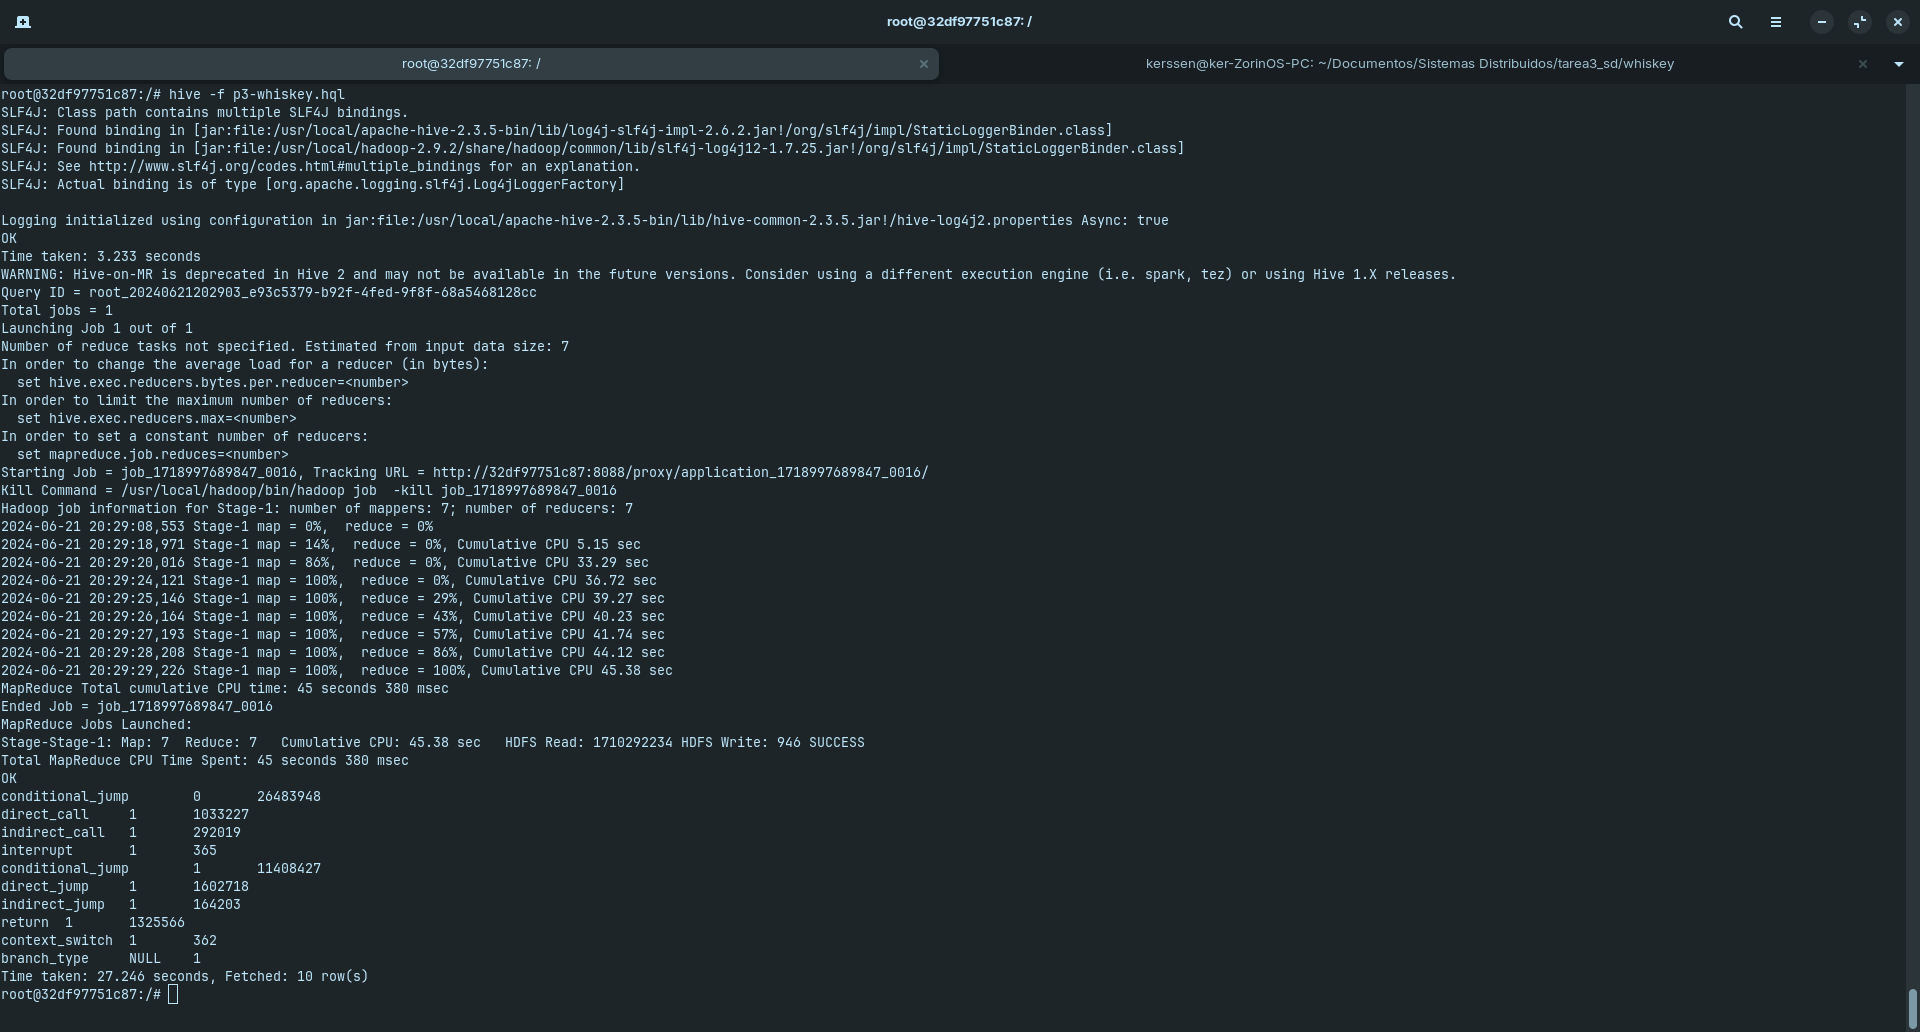 root@32df97751c87: /
root@32df97751c87: /
kerssen@ker-ZorinOS-PC: ~/Documentos/Sistemas Distribuidos/tarea3_sd/whiskey
root@32df97751c87:/# hive -f p3-whiskey.hql
SLF4J: Class path contains multiple SLF4J bindings.
SLF4J: Found binding in [jar:file:/usr/local/apache-hive-2.3.5-bin/lib/log4j-slf4j-impl-2.6.2.jar!/org/slf4j/impl/StaticLoggerBinder.class]
SLF4J: Found binding in [jar:file:/usr/local/hadoop-2.9.2/share/hadoop/common/lib/slf4j-log4j12-1.7.25.jar!/org/slf4j/impl/StaticLoggerBinder.class]
SLF4J: See http://www.slf4j.org/codes.html#multiple_bindings for an explanation.
SLF4J: Actual binding is of type [org.apache.logging.slf4j.Log4jLoggerFactory]

Logging initialized using configuration in jar:file:/usr/local/apache-hive-2.3.5-bin/lib/hive-common-2.3.5.jar!/hive-log4j2.properties Async: true
OK
Time taken: 3.233 seconds
WARNING: Hive-on-MR is deprecated in Hive 2 and may not be available in the future versions. Consider using a different execution engine (i.e. spark, tez) or using Hive 1.X releases.
Query ID = root_20240621202903_e93c5379-b92f-4fed-9f8f-68a5468128cc
Total jobs = 1
Launching Job 1 out of 1
Number of reduce tasks not specified. Estimated from input data size: 7
In order to change the average load for a reducer (in bytes):
  set hive.exec.reducers.bytes.per.reducer=<number>
In order to limit the maximum number of reducers:
  set hive.exec.reducers.max=<number>
In order to set a constant number of reducers:
  set mapreduce.job.reduces=<number>
Starting Job = job_1718997689847_0016, Tracking URL = http://32df97751c87:8088/proxy/application_1718997689847_0016/
Kill Command = /usr/local/hadoop/bin/hadoop job  -kill job_1718997689847_0016
Hadoop job information for Stage-1: number of mappers: 7; number of reducers: 7
2024-06-21 20:29:08,553 Stage-1 map = 0%,  reduce = 0%
2024-06-21 20:29:18,971 Stage-1 map = 14%,  reduce = 0%, Cumulative CPU 5.15 sec
2024-06-21 20:29:20,016 Stage-1 map = 86%,  reduce = 0%, Cumulative CPU 33.29 sec
2024-06-21 20:29:24,121 Stage-1 map = 100%,  reduce = 0%, Cumulative CPU 36.72 sec
2024-06-21 20:29:25,146 Stage-1 map = 100%,  reduce = 29%, Cumulative CPU 39.27 sec
2024-06-21 20:29:26,164 Stage-1 map = 100%,  reduce = 43%, Cumulative CPU 40.23 sec
2024-06-21 20:29:27,193 Stage-1 map = 100%,  reduce = 57%, Cumulative CPU 41.74 sec
2024-06-21 20:29:28,208 Stage-1 map = 100%,  reduce = 86%, Cumulative CPU 44.12 sec
2024-06-21 20:29:29,226 Stage-1 map = 100%,  reduce = 100%, Cumulative CPU 45.38 sec
MapReduce Total cumulative CPU time: 45 seconds 380 msec
Ended Job = job_1718997689847_0016
MapReduce Jobs Launched:
Stage-Stage-1: Map: 7  Reduce: 7   Cumulative CPU: 45.38 sec   HDFS Read: 1710292234 HDFS Write: 946 SUCCESS
Total MapReduce CPU Time Spent: 45 seconds 380 msec
OK
conditional_jump        0       26483948
direct_call     1       1033227
indirect_call   1       292019
interrupt       1       365
conditional_jump        1       11408427
direct_jump     1       1602718
indirect_jump   1       164203
return  1       1325566
context_switch  1       362
branch_type     NULL    1
Time taken: 27.246 seconds, Fetched: 10 row(s)
root@32df97751c87:/#